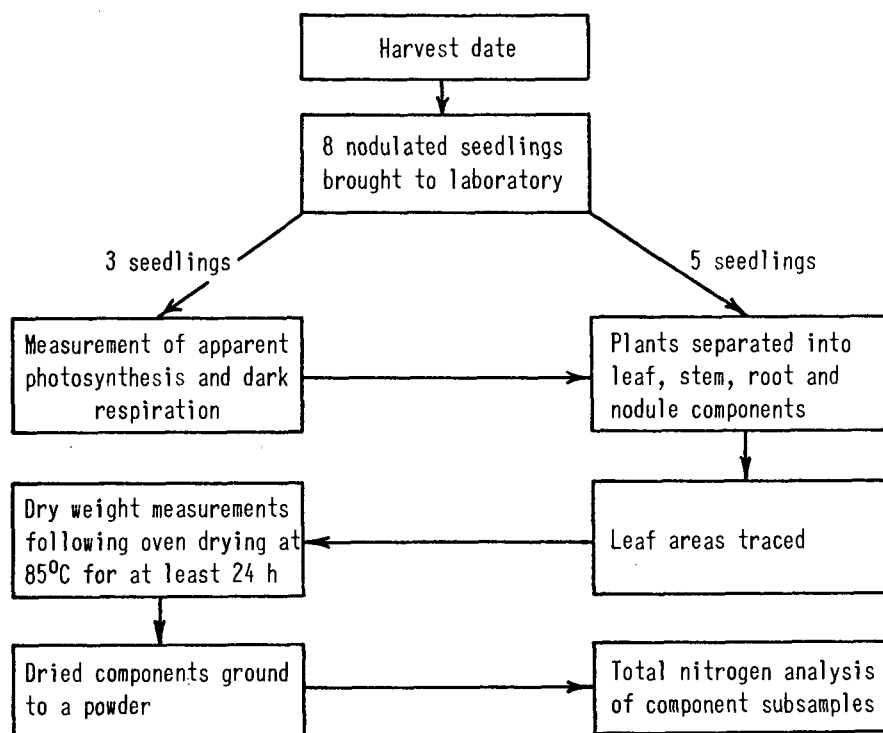 Harvest date
8 nodulated seedlings
brought to laboratory
3 seedlings
5 seedlings
Measurement of apparent
photosynthesis and dark
respiration
Plants separated into
leaf, stem, root and
nodule components
Dry weight measurements
following oven drying at
85⁰C for at least 24 h
Leaf areas traced
Dried components ground
to a powder
Total nitrogen analysis
of component subsamples